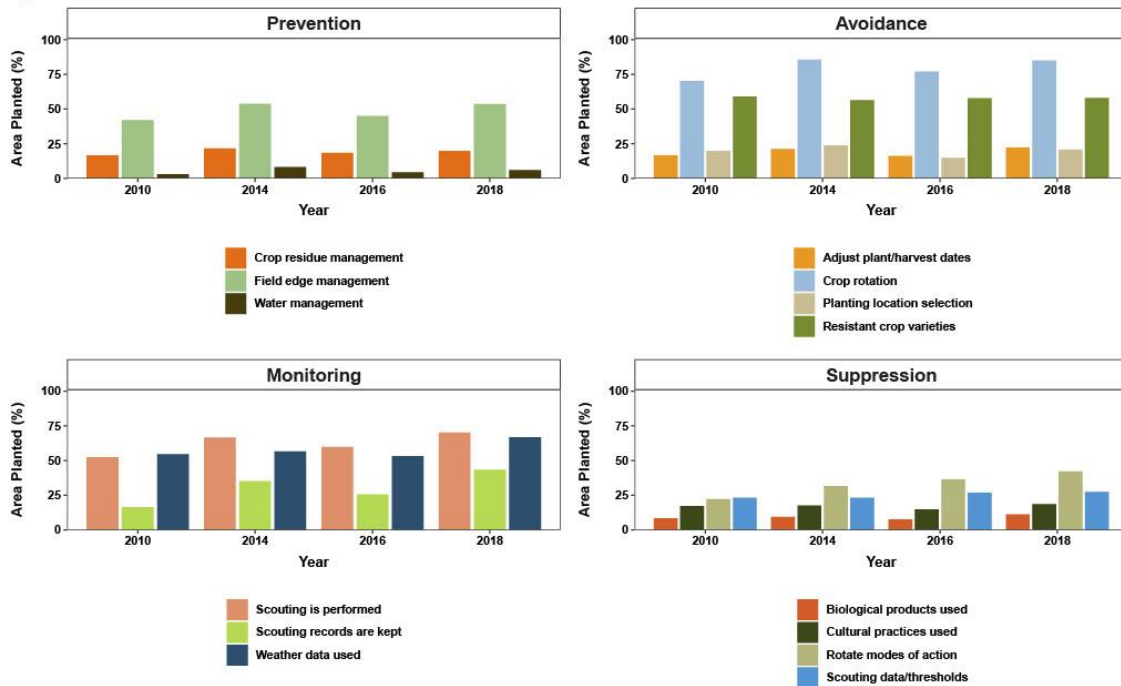 Prevention
Area Planted (%)
100
75
50
25
0
2010 2014 2016 2018
Year
Crop residue management
Field edge management
Water management
Avoidance
Area Planted (%)
100
75
50
25
0
2010 2014 2016 2018
Year
Adjust plant/harvest dates
Crop rotation
Planting location selection
Resistant crop varieties
Monitoring
Area Planted (%)
100
75
50
25
0
2010 2014 2016 2018
Year
Scouting is performed
Scouting records are kept
Weather data used
Suppression
Area Planted (%)
100
75
50
25
0
2010 2014 2016 2018
Year
Biological products used
Cultural practices used
Rotate modes of action
Scouting data/thresholds